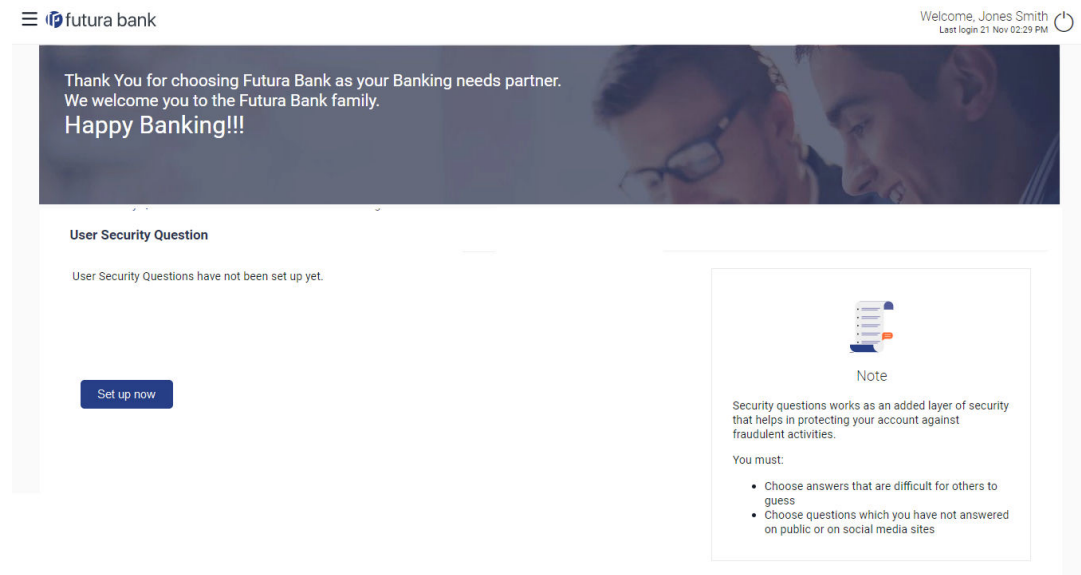 futura bank
Welcome, Jones Smith
Last login 21 Nov 02:29 PM
Thank You for choosing Futura Bank as your Banking needs partner.
We welcome you to the Futura Bank family.
Happy Banking!!!
User Security Question
User Security Questions have not been set up yet.
Set up now
Note
Security questions works as an added layer of security
that helps in protecting your account against
fraudulent activities.
You must:
• Choose answers that are difficult for others to
guess
• Choose questions which you have not answered
on public or on social media sites